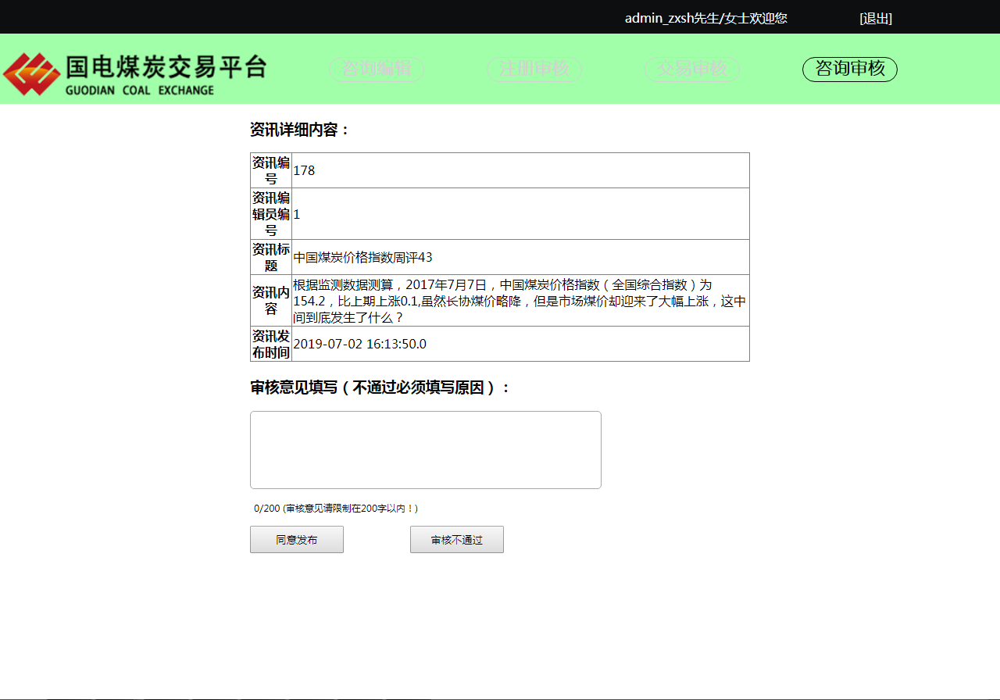 admin_zxsh先生/女士欢迎您 [退出]
国电煤炭交易平台
GUODIAN COAL EXCHANGE
咨询编辑 注册审核 交易审核 咨询审核
资讯详细内容：
资讯编
号
178
资讯编
辑员编
号
1
资讯标
题
中国煤炭价格指数周评43
资讯内
容
根据监测数据测算，2017年7月7日，中国煤炭价格指数（全国综合指数）为
154.2，比上期上涨0.1,虽然长协煤价略降，但是市场煤价却迎来了大幅上涨，这中
间到底发生了什么？
资讯发
布时间
2019-07-02 16:13:50.0
审核意见填写（不通过必须填写原因）：
0/200 (审核意见请限制在200字以内！)
同意发布 审核不通过